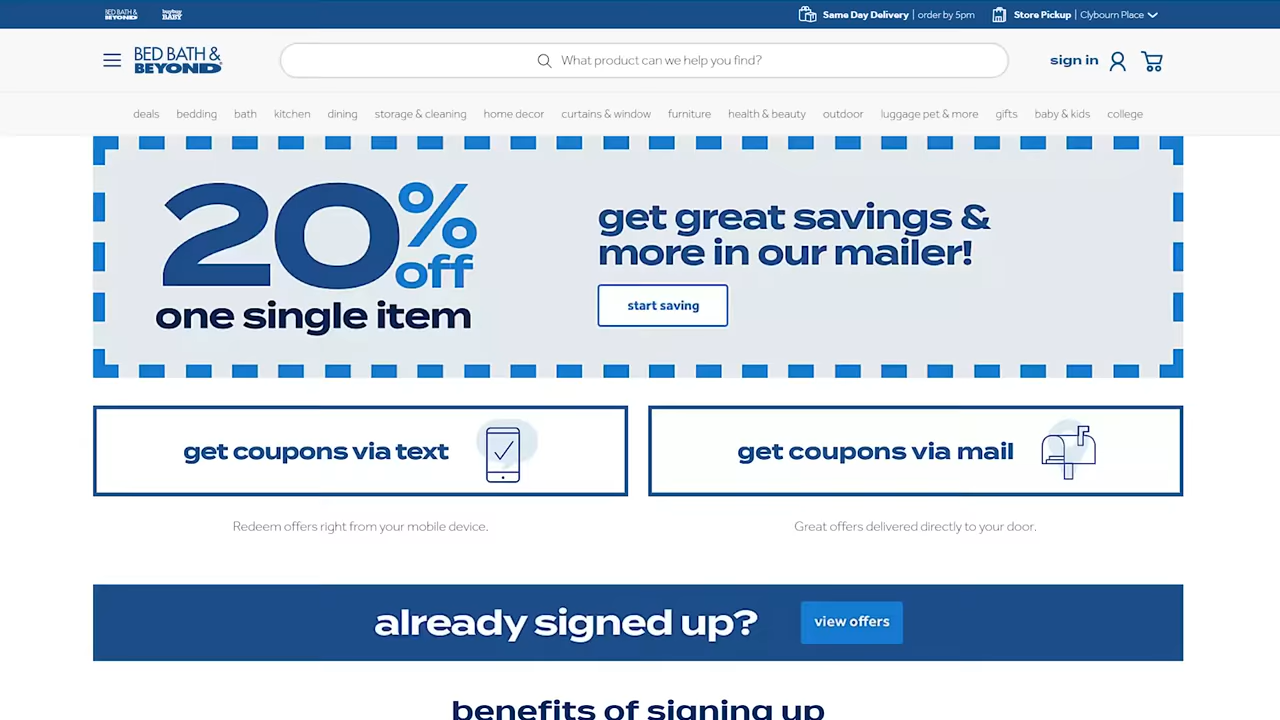 BED BATH & BEYOND
buybuy BABY
Same Day Delivery | order by 5pm
Store Pickup | Clybourn Place
BED BATH &
BEYOND
What product can we help you find?
sign in
deals bedding bath kitchen dining storage & cleaning home decor curtains & window furniture health & beauty outdoor luggage pet & more gifts baby & kids college
20% off
one single item
get great savings &
more in our mailer!
start saving
get coupons via text
get coupons via mail
Redeem offers right from your mobile device.
Great offers delivered directly to your door.
already signed up?
view offers
benefits of signing up